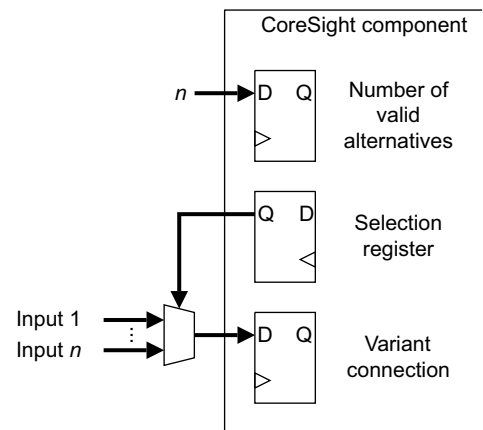 CoreSight component
n
D Q
Number of
valid
alternatives
Q D
Selection
register
Input 1
⋮
Input n
D Q
Variant
connection